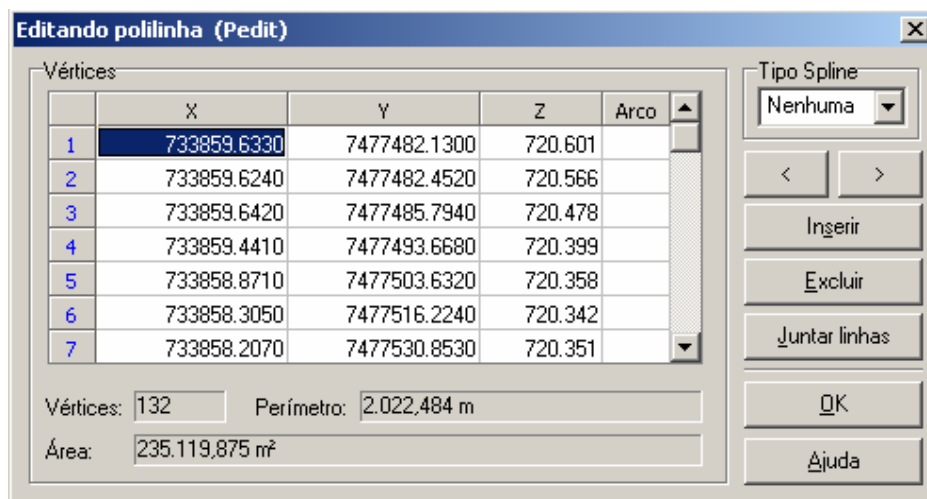 Editando polilinha (Pedit)
Vértices
X Y Z Arco
1 733859.6330 7477482.1300 720.601
2 733859.6240 7477482.4520 720.566
3 733859.6420 7477485.7940 720.478
4 733859.4410 7477493.6680 720.399
5 733858.8710 7477503.6320 720.358
6 733858.3050 7477516.2240 720.342
7 733858.2070 7477530.8530 720.351
Vértices: 132 Perímetro: 2.022,484 m
Área: 235.119,875 m²
Tipo Spline
Nenhuma
< >
Inserir
Excluir
Juntar linhas
OK
Ajuda